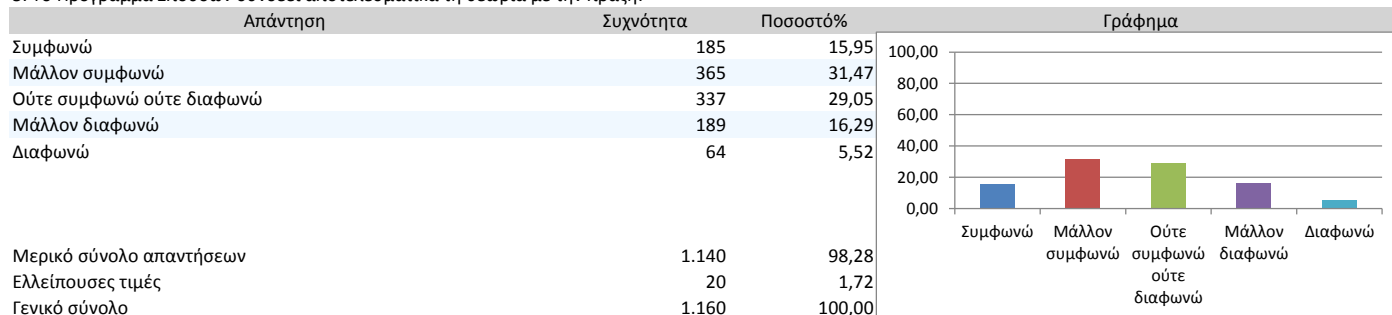 Απάντηση Συχνότητα Ποσοστό% Γράφημα
Συμφωνώ 185 15,95
Μάλλον συμφωνώ 365 31,47
Ούτε συμφωνώ ούτε διαφωνώ 337 29,05
Μάλλον διαφωνώ 189 16,29
Διαφωνώ 64 5,52
Μερικό σύνολο απαντήσεων 1.140 98,28
Ελλείπουσες τιμές 20 1,72
Γενικό σύνολο 1.160 100,00
100,00
80,00
60,00
40,00
20,00
0,00
Συμφωνώ Μάλλον Ούτε Μάλλον Διαφωνώ
συμφωνώ συμφωνώ διαφωνώ
ούτε
διαφωνώ